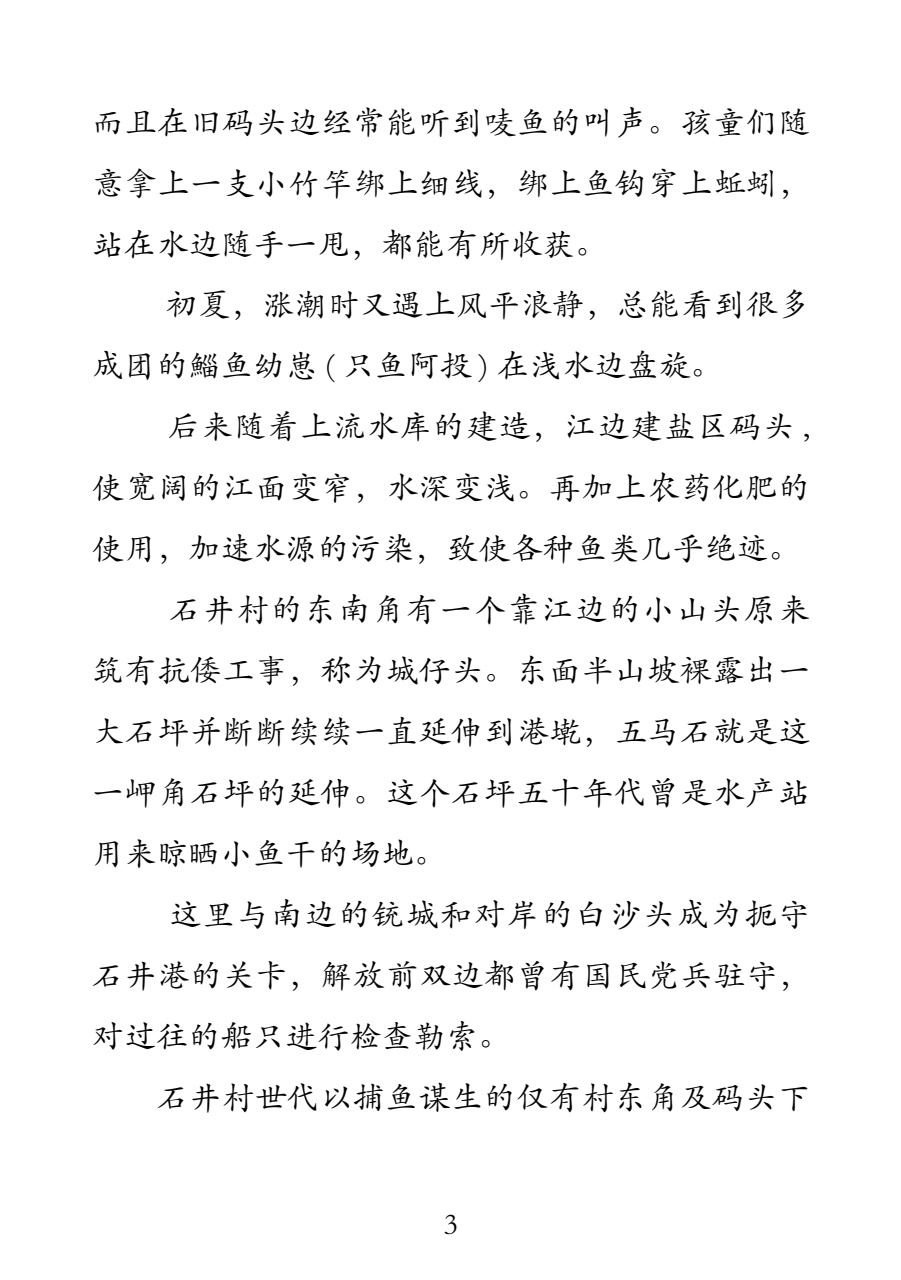 而且在旧码头边经常能听到唛鱼的叫声。孩童们随
意拿上一支小竹竿绑上细线，绑上鱼钩穿上蚯蚓，
站在水边随手一甩，都能有所收获。
初夏，涨潮时又遇上风平浪静，总能看到很多
成团的鲻鱼幼崽(只鱼阿投)在浅水边盘旋。
后来随着上流水库的建造，江边建盐区码头,
使宽阔的江面变窄，水深变浅。再加上农药化肥的
使用，加速水源的污染，致使各种鱼类几乎绝迹。
石井村的东南角有一个靠江边的小山头原来
筑有抗倭工事，称为城仔头。东面半山坡裸露出一
大石坪并断断续续一直延伸到港墘，五马石就是这
一岬角石坪的延伸。这个石坪五十年代曾是水产站
用来晾晒小鱼干的场地。
这里与南边的铳城和对岸的白沙头成为扼守
石井港的关卡，解放前双边都曾有国民党兵驻守，
对过往的船只进行检查勒索。
石井村世代以捕鱼谋生的仅有村东角及码头下
3